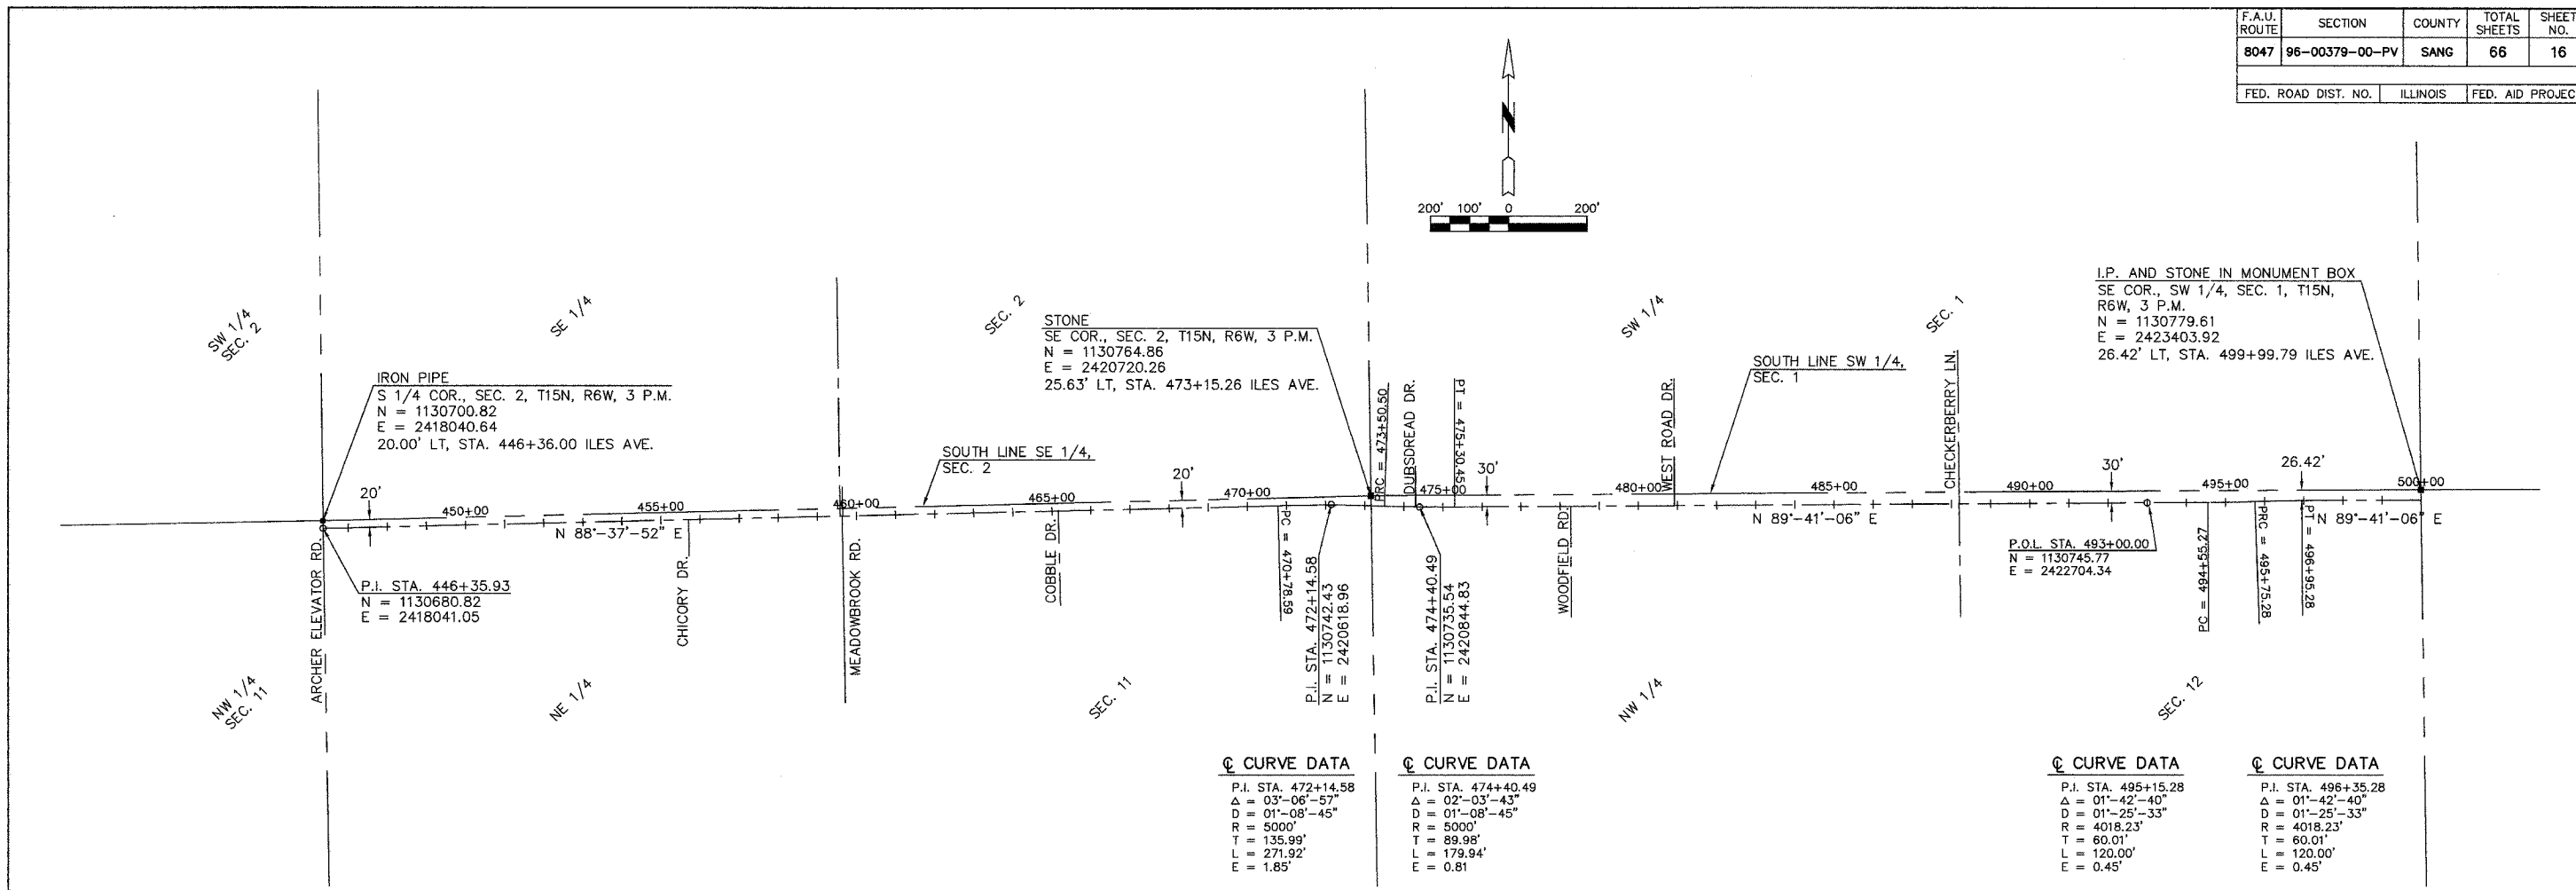 F.A.U. ROUTE SECTION COUNTY TOTAL SHEETS SHEET NO.
8047 96-00379-00-PV SANG 66 16
FED. ROAD DIST. NO. ILLINOIS FED. AID PROJEC
N
200' 100' 0 200'
SW 1/4
SEC. 2
SE 1/4
SEC. 2
SW 1/4
SEC. 1
IRON PIPE
S 1/4 COR., SEC. 2, T15N, R6W, 3 P.M.
N = 1130700.82
E = 2418040.64
20.00' LT, STA. 446+36.00 ILES AVE.
STONE
SE COR., SEC. 2, T15N, R6W, 3 P.M.
N = 1130764.86
E = 2420720.26
25.63' LT, STA. 473+15.26 ILES AVE.
I.P. AND STONE IN MONUMENT BOX
SE COR., SW 1/4, SEC. 1, T15N,
R6W, 3 P.M.
N = 1130779.61
E = 2423403.92
26.42' LT, STA. 499+99.79 ILES AVE.
SOUTH LINE SE 1/4,
SEC. 2
SOUTH LINE SW 1/4,
SEC. 1
20'
450+00
455+00
460+00
465+00
20'
470+00
475+00
30'
480+00
485+00
490+00
30'
495+00
26.42'
500+00
N 88°-37'-52" E
N 89°-41'-06" E
N 89°-41'-06" E
ARCHER ELEVATOR RD.
P.I. STA. 446+35.93
N = 1130680.82
E = 2418041.05
CHICORY DR.
MEADOWBROOK RD.
COBBLE DR.
PC = 470+78.59
P.I. STA. 472+14.58
N = 1130742.43
E = 2420618.96
PRC = 473+50.50
DUBSDREAD DR.
P.I. STA. 474+40.49
N = 1130735.54
E = 2420844.83
PT = 475+30.45
WOODFIELD RD.
WEST ROAD DR.
CHECKERBERRY LN.
P.O.L. STA. 493+00.00
N = 1130745.77
E = 2422704.34
PC = 494+55.27
PRC = 495+75.28
PT = 496+95.28
NW 1/4
SEC. 11
NE 1/4
SEC. 11
NW 1/4
SEC. 12
℄ CURVE DATA
P.I. STA. 472+14.58
Δ = 03°-06'-57"
D = 01°-08'-45"
R = 5000'
T = 135.99'
L = 271.92'
E = 1.85'
℄ CURVE DATA
P.I. STA. 474+40.49
Δ = 02°-03'-43"
D = 01°-08'-45"
R = 5000'
T = 89.98'
L = 179.94'
E = 0.81
℄ CURVE DATA
P.I. STA. 495+15.28
Δ = 01°-42'-40"
D = 01°-25'-33"
R = 4018.23'
T = 60.01'
L = 120.00'
E = 0.45'
℄ CURVE DATA
P.I. STA. 496+35.28
Δ = 01°-42'-40"
D = 01°-25'-33"
R = 4018.23'
T = 60.01'
L = 120.00'
E = 0.45'